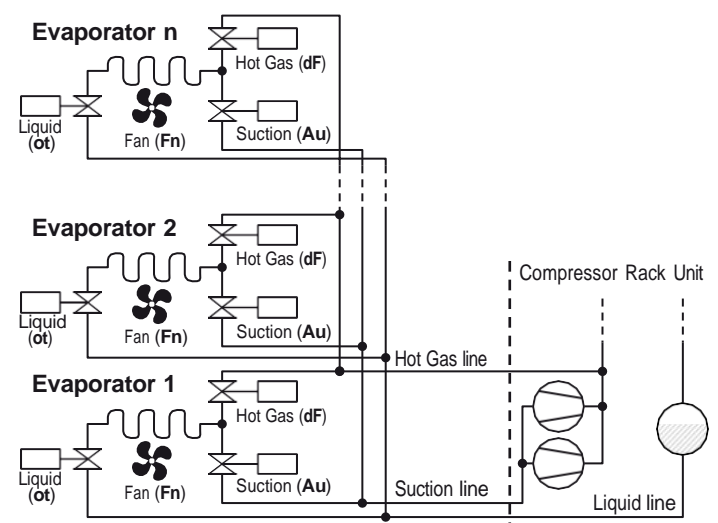 Evaporator n
Hot Gas (dF)
Liquid
(ot)
Fan (Fn)
Suction (Au)
Evaporator 2
Hot Gas (dF)
Liquid
(ot)
Fan (Fn)
Suction (Au)
Compressor Rack Unit
Hot Gas line
Evaporator 1
Hot Gas (dF)
Liquid
(ot)
Fan (Fn)
Suction (Au)
Suction line
Liquid line